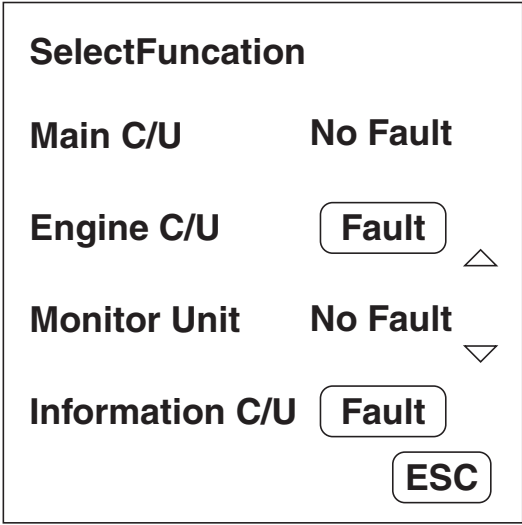 SelectFuncation
Main C/U No Fault
Engine C/U Fault
Monitor Unit No Fault
Information C/U Fault
ESC